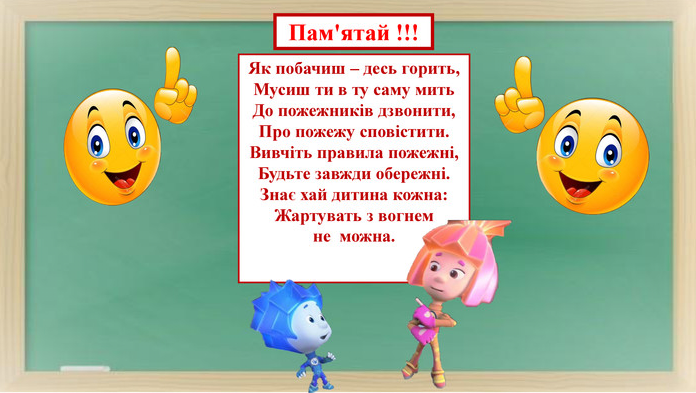 Пам'ятай !!!
Як побачиш – десь горить,
Мусиш ти в ту саму мить
До пожежників дзвонити,
Про пожежу сповістити.
Вивчіть правила пожежні,
Будьте завжди обережні.
Знає хай дитина кожна:
Жартувать з вогнем
не можна.